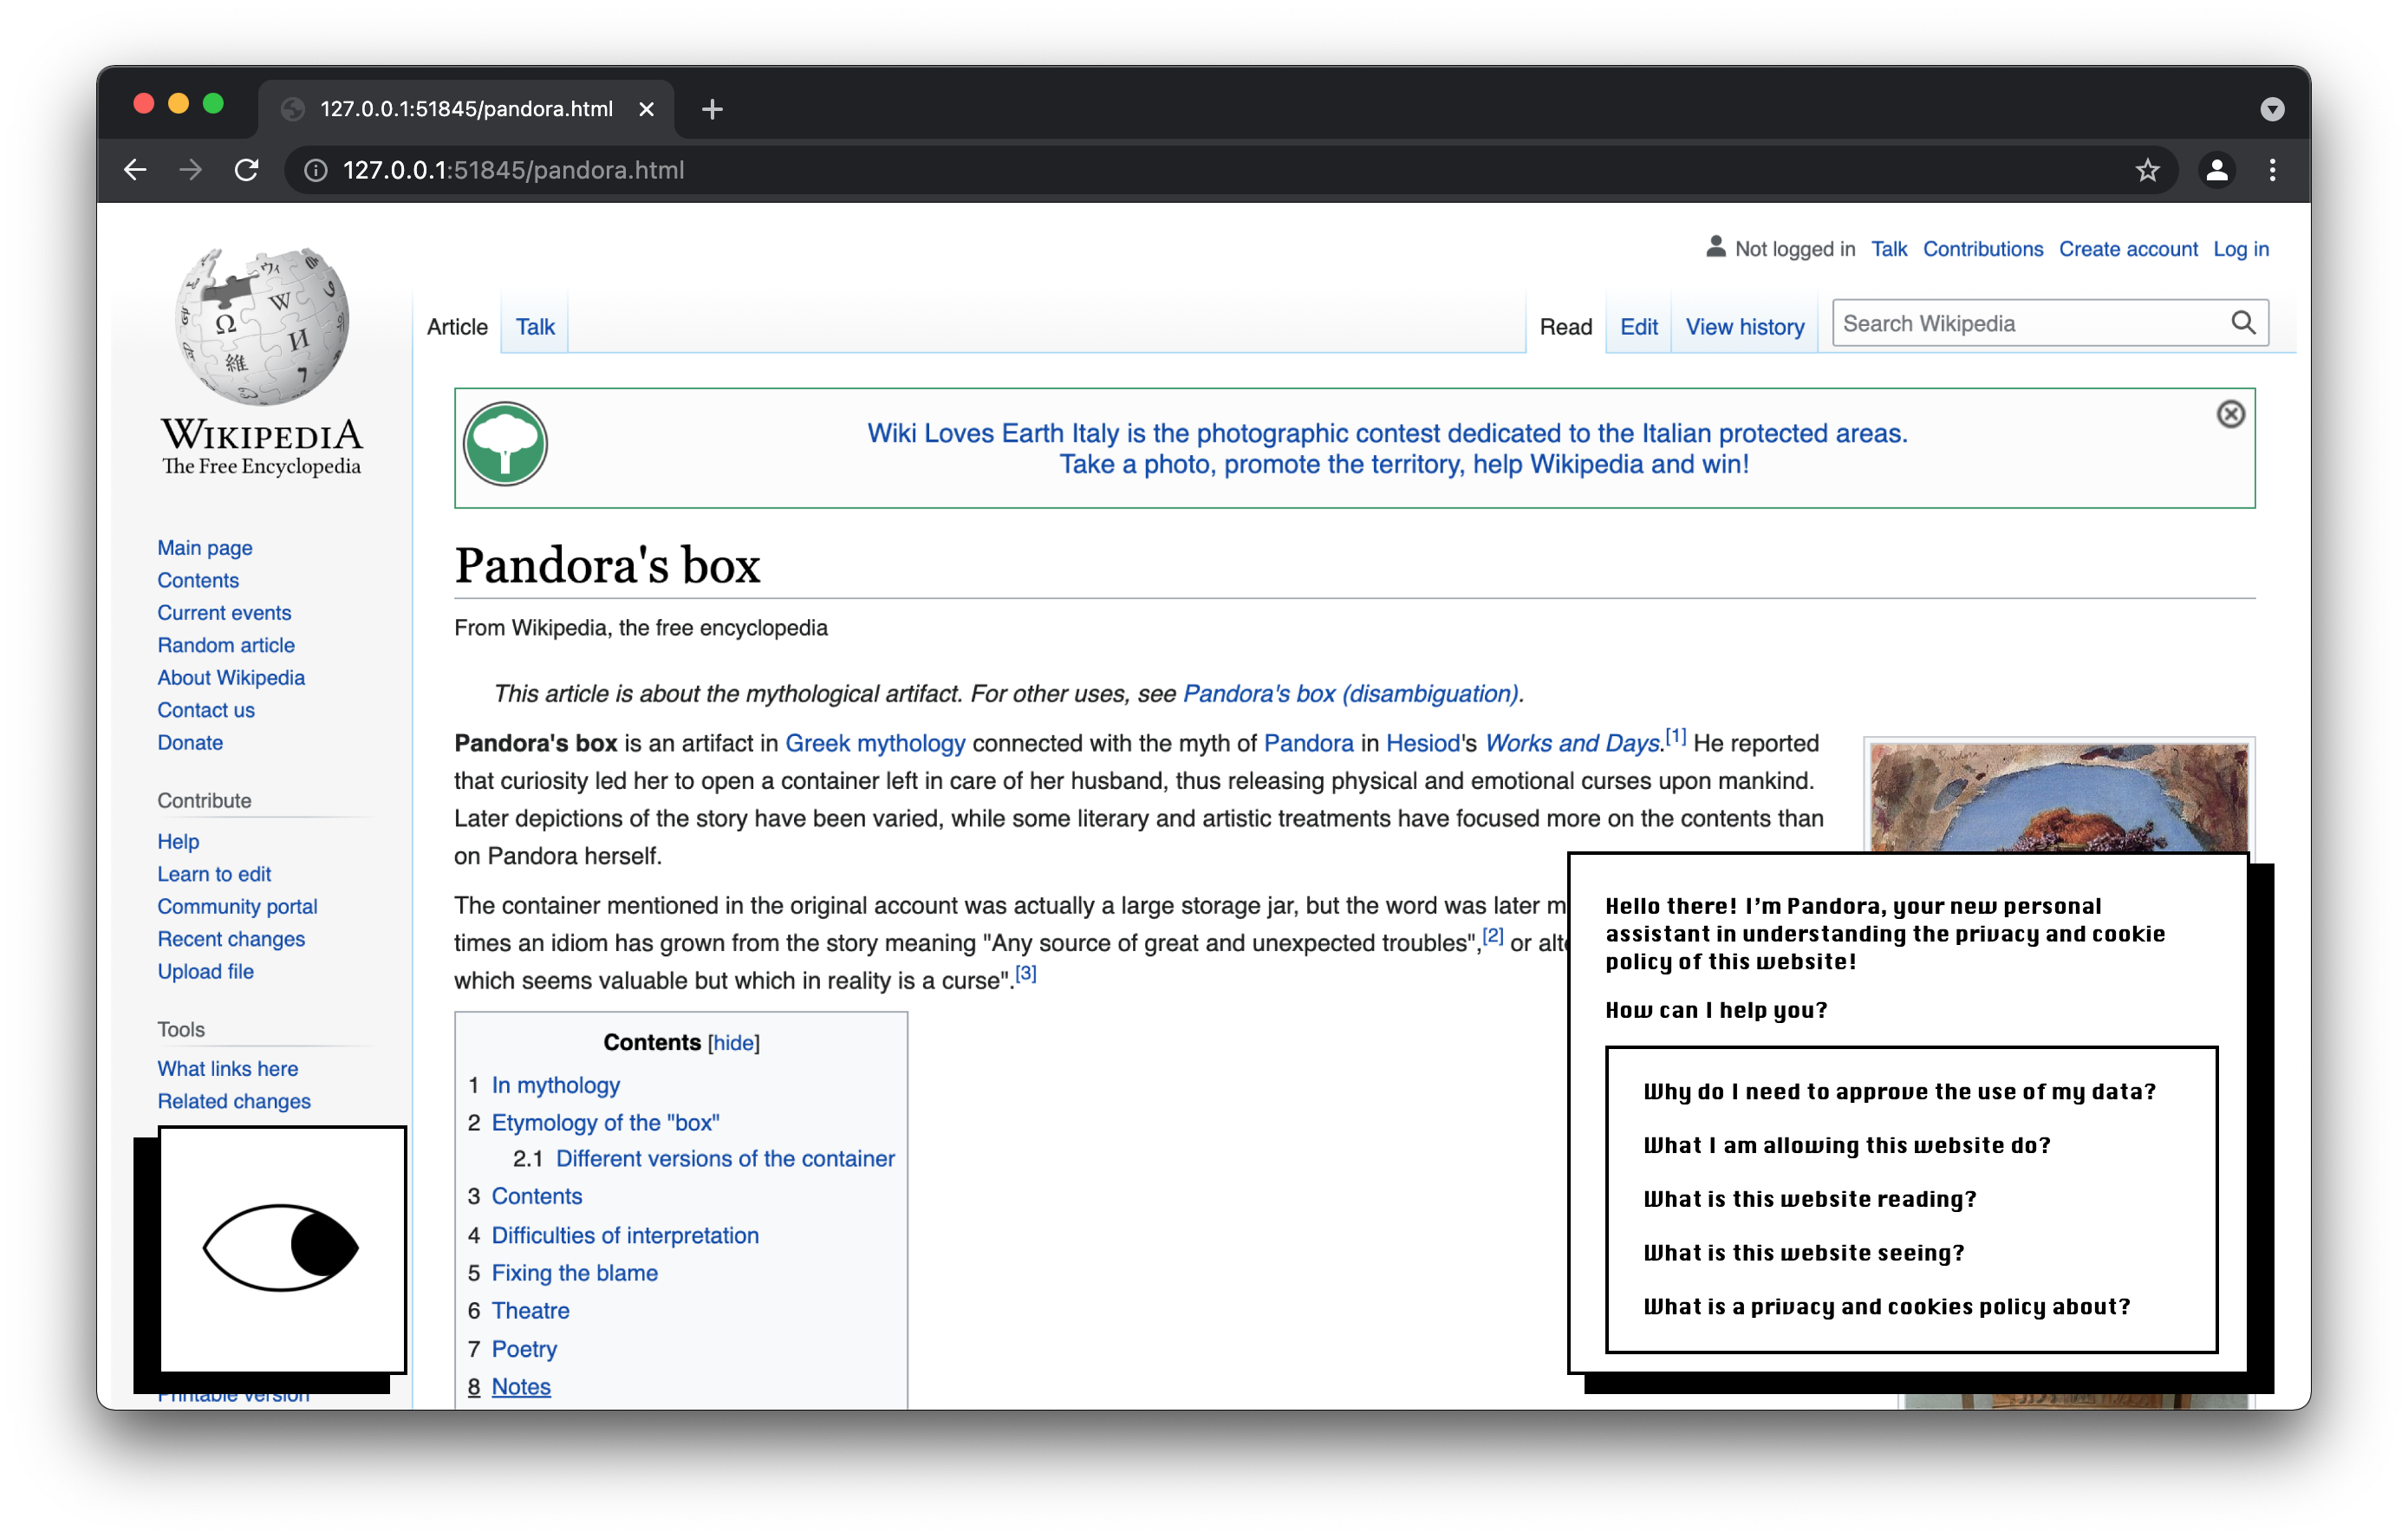 127.0.0.1:51845/pandora.html
127.0.0.1:51845/pandora.html
Not logged in Talk Contributions Create account Log in
Article Talk Read Edit View history Search Wikipedia
Ω W И 維 ウィ 7
WIKIPEDIA
The Free Encyclopedia
Main page
Contents
Current events
Random article
About Wikipedia
Contact us
Donate
Contribute
Help
Learn to edit
Community portal
Recent changes
Upload file
Tools
What links here
Related changes
Printable version
Wiki Loves Earth Italy is the photographic contest dedicated to the Italian protected areas.
Take a photo, promote the territory, help Wikipedia and win!
Pandora's box
From Wikipedia, the free encyclopedia
This article is about the mythological artifact. For other uses, see Pandora's box (disambiguation).
Pandora's box is an artifact in Greek mythology connected with the myth of Pandora in Hesiod's Works and Days.[1] He reported
that curiosity led her to open a container left in care of her husband, thus releasing physical and emotional curses upon mankind.
Later depictions of the story have been varied, while some literary and artistic treatments have focused more on the contents than
on Pandora herself.
The container mentioned in the original account was actually a large storage jar, but the word was later m
times an idiom has grown from the story meaning "Any source of great and unexpected troubles",[2] or alt
which seems valuable but which in reality is a curse".[3]
Contents [hide]
1 In mythology
2 Etymology of the "box"
2.1 Different versions of the container
3 Contents
4 Difficulties of interpretation
5 Fixing the blame
6 Theatre
7 Poetry
8 Notes
Hello there! I'm Pandora, your new personal
assistant in understanding the privacy and cookie
policy of this website!
How can I help you?
Why do I need to approve the use of my data?
What I am allowing this website do?
What is this website reading?
What is this website seeing?
What is a privacy and cookies policy about?